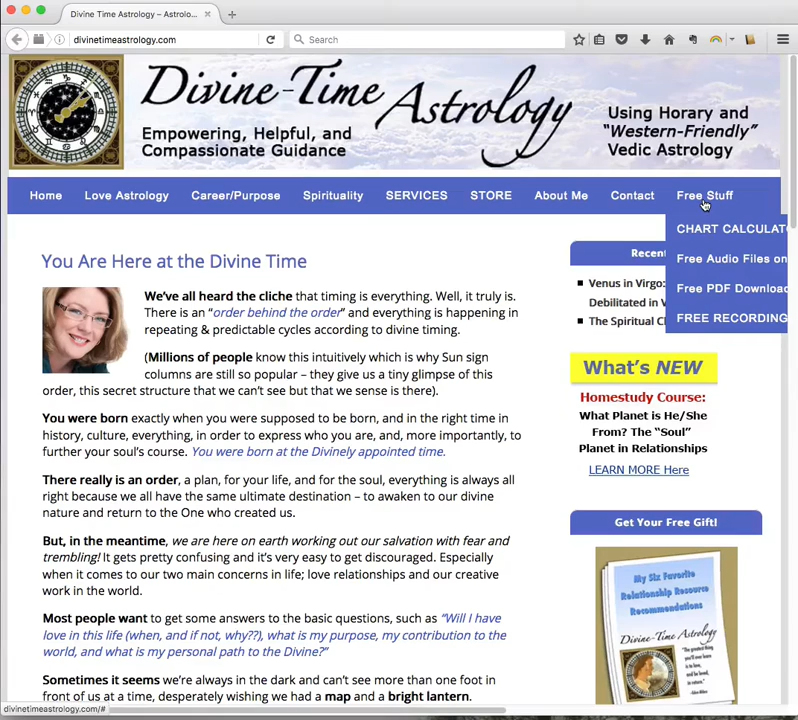 Divine Time Astrology – Astrolo...
divinetimeastrology.com
Search
Divine-Time Astrology
Empowering, Helpful, and
Compassionate Guidance
Using Horary and
“Western-Friendly”
Vedic Astrology
Home Love Astrology Career/Purpose Spirituality SERVICES STORE About Me Contact Free Stuff
CHART CALCULATO
Free Audio Files on
Free PDF Download
FREE RECORDING
You Are Here at the Divine Time
We’ve all heard the cliche that timing is everything. Well, it truly is.
There is an “order behind the order” and everything is happening in
repeating & predictable cycles according to divine timing.
(Millions of people know this intuitively which is why Sun sign
columns are still so popular – they give us a tiny glimpse of this
order, this secret structure that we can’t see but that we sense is there).
You were born exactly when you were supposed to be born, and in the right time in
history, culture, everything, in order to express who you are, and, more importantly, to
further your soul’s course. You were born at the Divinely appointed time.
There really is an order, a plan, for your life, and for the soul, everything is always all
right because we all have the same ultimate destination – to awaken to our divine
nature and return to the One who created us.
But, in the meantime, we are here on earth working out our salvation with fear and
trembling! It gets pretty confusing and it’s very easy to get discouraged. Especially
when it comes to our two main concerns in life; love relationships and our creative
work in the world.
Most people want to get some answers to the basic questions, such as “Will I have
love in this life (when, and if not, why??), what is my purpose, my contribution to the
world, and what is my personal path to the Divine?”
Sometimes it seems we’re always in the dark and can’t see more than one foot in
front of us at a time, desperately wishing we had a map and a bright lantern.
Recent
Venus in Virgo:
Debilitated in V
The Spiritual Cl
What’s NEW
Homestudy Course:
What Planet is He/She
From? The “Soul”
Planet in Relationships
LEARN MORE Here
Get Your Free Gift!
My Six Favorite
Relationship Resource
Recommendations
Divine-Time Astrology
divinetimeastrology.com/#